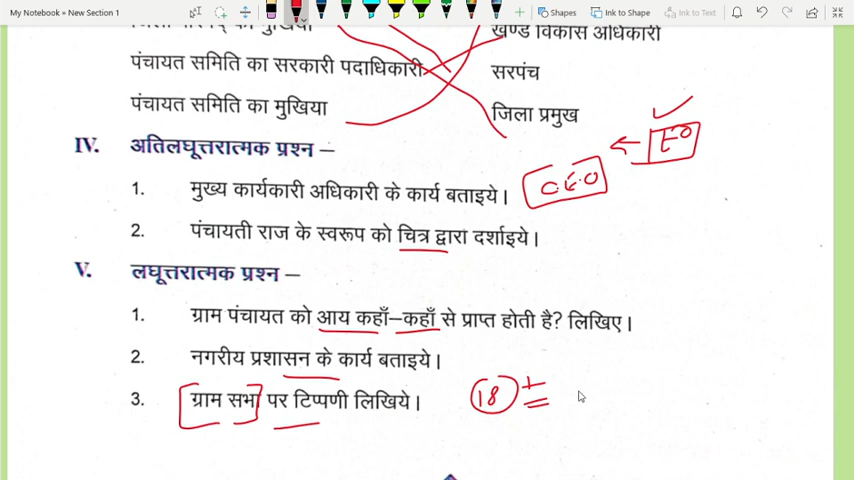 My Notebook » New Section 1
Shapes
Ink to Shape
Ink to Text
खण्ड विकास अधिकारी
पंचायत समिति का सरकारी पदाधिकारी
सरपंच
पंचायत समिति का मुखिया
जिला प्रमुख
EO
IV. अतिलघूत्तरात्मक प्रश्न –
1. मुख्य कार्यकारी अधिकारी के कार्य बताइये। CEO
2. पंचायती राज के स्वरूप को चित्र द्वारा दर्शाइये।
V. लघूत्तरात्मक प्रश्न –
1. ग्राम पंचायत को आय कहाँ–कहाँ से प्राप्त होती है? लिखिए।
2. नगरीय प्रशासन के कार्य बताइये।
3. ग्राम सभा पर टिप्पणी लिखिये। 18+